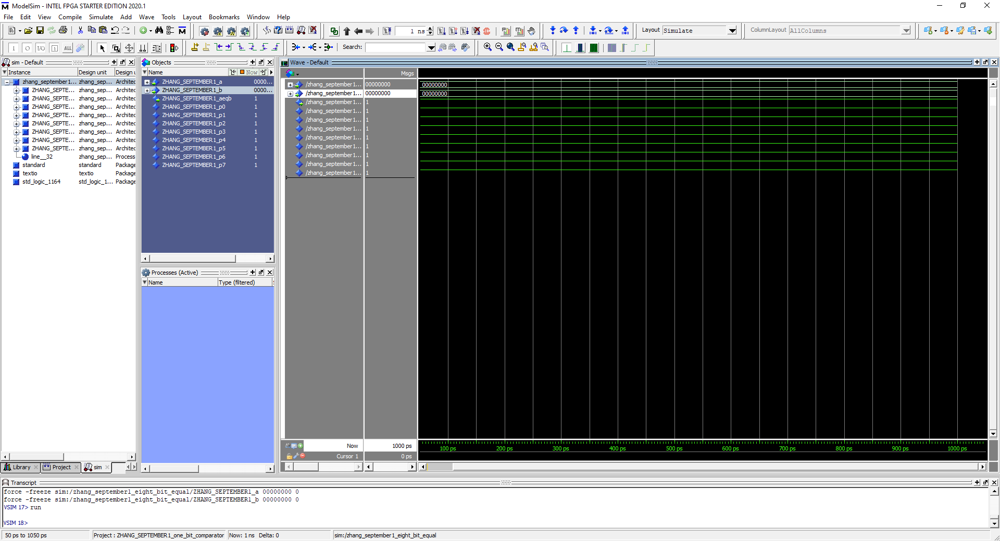 ModelSim - INTEL FPGA STARTER EDITION 2020.1
File Edit View Compile Simulate Add Wave Tools Layout Bookmarks Window Help
1 ns Layout Simulate ColumnLayout AllColumns
Search:
sim - Default
Instance Design unit Design u
zhang_september1... zhang_sep... Architec
ZHANG_SEPTE... zhang_sep... Architec
ZHANG_SEPTE... zhang_sep... Architec
ZHANG_SEPTE... zhang_sep... Architec
ZHANG_SEPTE... zhang_sep... Architec
ZHANG_SEPTE... zhang_sep... Architec
ZHANG_SEPTE... zhang_sep... Architec
ZHANG_SEPTE... zhang_sep... Architec
ZHANG_SEPTE... zhang_sep... Architec
line__32 zhang_sep... Process
standard standard Package
textio textio Package
std_logic_1164 std_logic_1... Package
Library Project sim
Objects
Name Now
ZHANG_SEPTEMBER1_a 0000...
ZHANG_SEPTEMBER1_b 0000...
ZHANG_SEPTEMBER1_aeqb 1
ZHANG_SEPTEMBER1_p0 1
ZHANG_SEPTEMBER1_p1 1
ZHANG_SEPTEMBER1_p2 1
ZHANG_SEPTEMBER1_p3 1
ZHANG_SEPTEMBER1_p4 1
ZHANG_SEPTEMBER1_p5 1
ZHANG_SEPTEMBER1_p6 1
ZHANG_SEPTEMBER1_p7 1
Processes (Active)
Name Type (filtered)
Wave - Default
Msgs
/zhang_september1... 00000000 00000000
/zhang_september1... 00000000 00000000
/zhang_september1... 1
/zhang_september1... 1
/zhang_september1... 1
/zhang_september1... 1
/zhang_september1... 1
/zhang_september1... 1
/zhang_september1... 1
/zhang_september1... 1
/zhang_september1... 1
Now 1000 ps 100 ps 200 ps 300 ps 400 ps 500 ps 600 ps 700 ps 800 ps 900 ps 1000 ps
Cursor 1 0 ps
Transcript
force -freeze sim:/zhang_september1_eight_bit_equal/ZHANG_SEPTEMBER1_a 00000000 0
force -freeze sim:/zhang_september1_eight_bit_equal/ZHANG_SEPTEMBER1_b 00000000 0
VSIM 17> run
VSIM 18>
50 ps to 1050 ps Project : ZHANG_SEPTEMBER1_one_bit_comparator Now: 1 ns Delta: 0 sim:/zhang_september1_eight_bit_equal